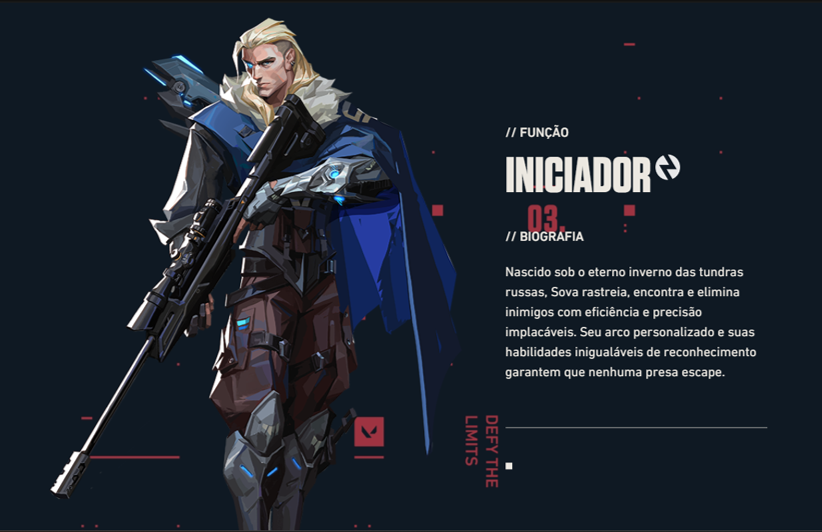 // FUNÇÃO
INICIADOR
03.
// BIOGRAFIA
Nascido sob o eterno inverno das tundras
russas, Sova rastreia, encontra e elimina
inimigos com eficiência e precisão
implacáveis. Seu arco personalizado e suas
habilidades inigualáveis de reconhecimento
garantem que nenhuma presa escape.
DEFY THE
LIMITS